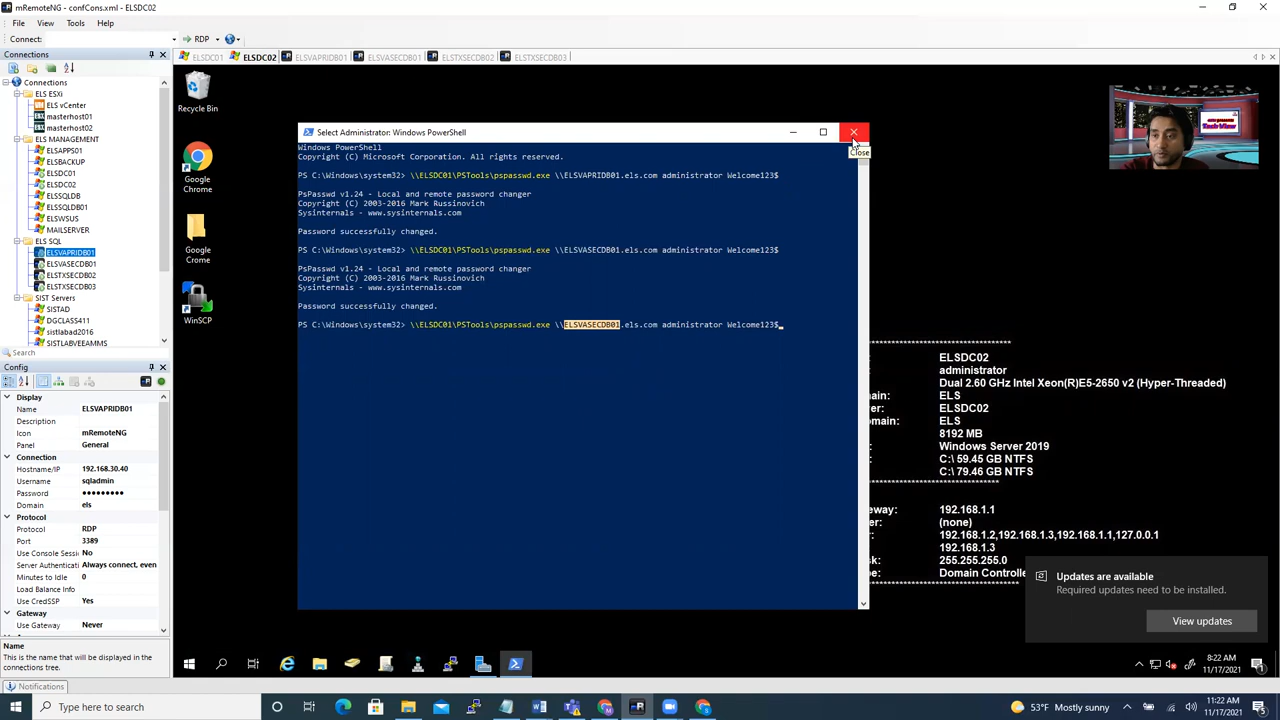 mRemoteNG - confCons.xml - ELSDC02
File View Tools Help
Connect: RDP
Connections
ELSDC01 ELSDC02 ELSVAPRIDB01 ELSVASECDB01 ELSTXSECDB02 ELSTXSECDB03
Connections
ELS ESXi
ELS vCenter
masterhost01
masterhost02
ELS MANAGEMENT
ELSAPPS01
ELSBACKUP
ELSDC01
ELSDC02
ELSSQLDB
ELSSQLDB01
ELSWSUS
MAILSERVER
ELS SQL
ELSVAPRIDB01
ELSVASECDB01
ELSTXSECDB02
ELSTXSECDB03
SIST Servers
SISTAD
DGCLASS411
sistlabad2016
SISTLABVEEAMMS
Search
Config
Display
Name ELSVAPRIDB01
Description
Icon mRemoteNG
Panel General
Connection
Hostname/IP 192.168.30.40
Username sqladmin
Password ●●●●●●●●●
Domain els
Protocol
Protocol RDP
Port 3389
Use Console Sessi No
Server Authentication Always connect, even
Minutes to Idle 0
Load Balance Info
Use CredSSP Yes
Gateway
Use Gateway Never
Name
This is the name that will be displayed in the
connections tree.
Notifications
Recycle Bin
Google
Chrome
Google
Crome
WinSCP
Select Administrator: Windows PowerShell
Close
Windows PowerShell
Copyright (C) Microsoft Corporation. All rights reserved.
PS C:\Windows\system32> \\ELSDC01\PSTools\pspasswd.exe \\ELSVAPRIDB01.els.com administrator Welcome123$
PsPasswd v1.24 - Local and remote password changer
Copyright (C) 2003-2016 Mark Russinovich
Sysinternals - www.sysinternals.com
Password successfully changed.
PS C:\Windows\system32> \\ELSDC01\PSTools\pspasswd.exe \\ELSVASECDB01.els.com administrator Welcome123$
PsPasswd v1.24 - Local and remote password changer
Copyright (C) 2003-2016 Mark Russinovich
Sysinternals - www.sysinternals.com
Password successfully changed.
PS C:\Windows\system32> \\ELSDC01\PSTools\pspasswd.exe \\ELSVASECDB01.els.com administrator Welcome123$
Tech View
ELSDC02
administrator
Dual 2.60 GHz Intel Xeon(R)E5-2650 v2 (Hyper-Threaded)
main: ELS
er: ELSDC02
omain: ELS
8192 MB
Windows Server 2019
C:\ 59.45 GB NTFS
C:\ 79.46 GB NTFS
eway: 192.168.1.1
er: (none)
192.168.1.2,192.168.1.3,192.168.1.1,127.0.0.1
192.168.1.3
sk: 255.255.255.0
pe: Domain Controlle
Updates are available
Required updates need to be installed.
View updates
8:22 AM
11/17/2021
Type here to search
53°F Mostly sunny
11:22 AM
11/17/2021